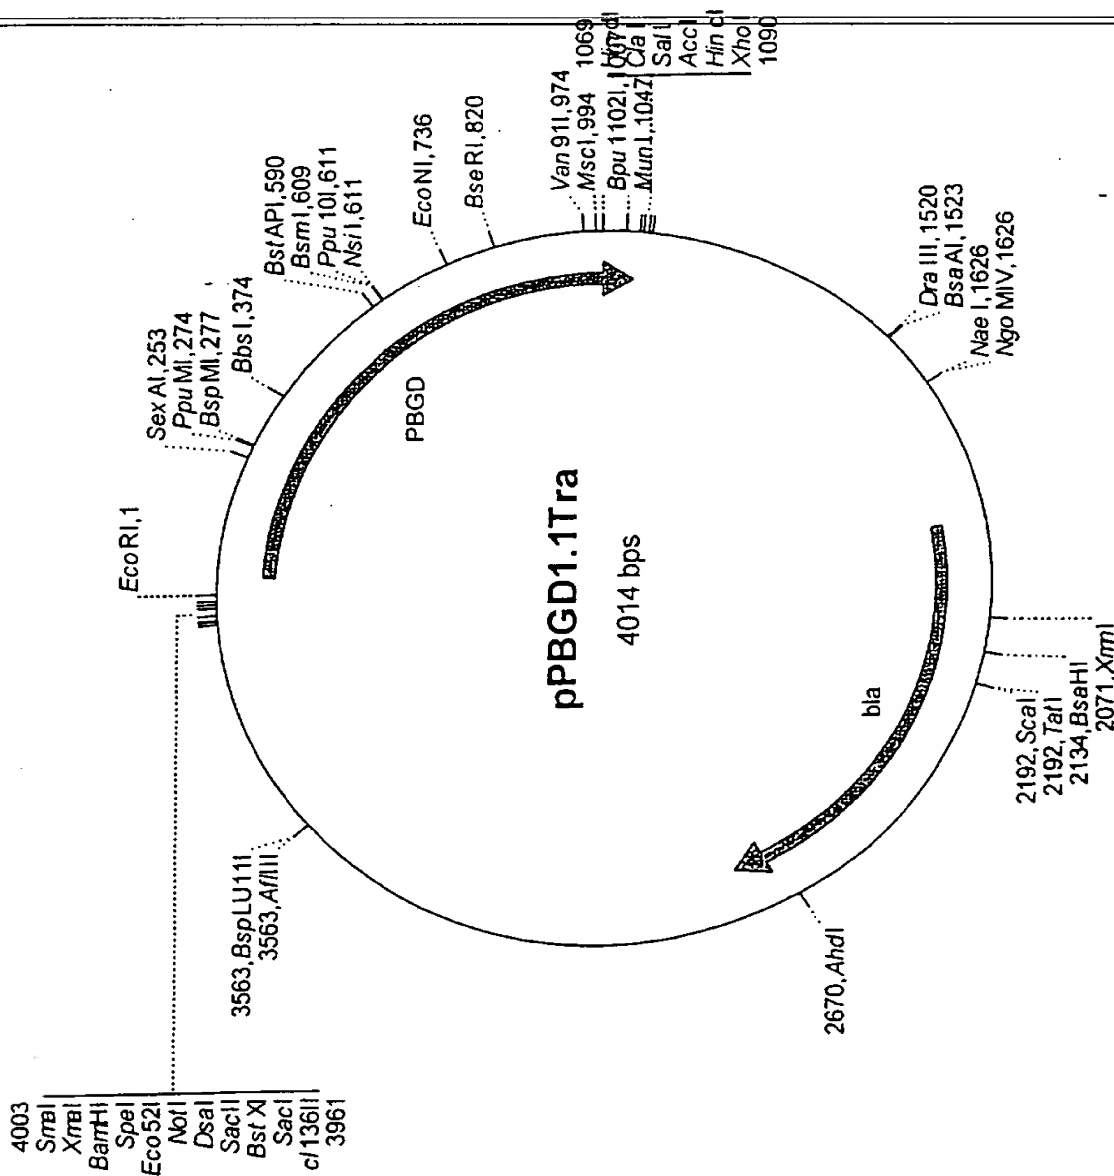 pPBGD1.1Tra
4014 bps
PBGD
bla
EcoRI,1
SexAI,253
PpuMI,274
BspMI,277
BbsI,374
BstAPI,590
BsmI,609
Ppu10I,611
NsiI,611
EcoNI,736
BseRI,820
Van91I,974
MscI,994
Bpu1102I,
MunI,1047
1069
ClaI
SalI
AccI
HincI
XhoI
1090
DraIII,1520
BsaAI,1523
NaeI,1626
NgoMIV,1626
2071,XmnI
2134,BsaHI
2192,TatI
2192,ScaI
2670,AhdI
3563,BspLU11I
3563,AflIII
4003
SmaI
XmaI
BamHI
SpeI
Eco52I
NotI
DsaI
SacII
BstXI
SacI
cl136II
3961